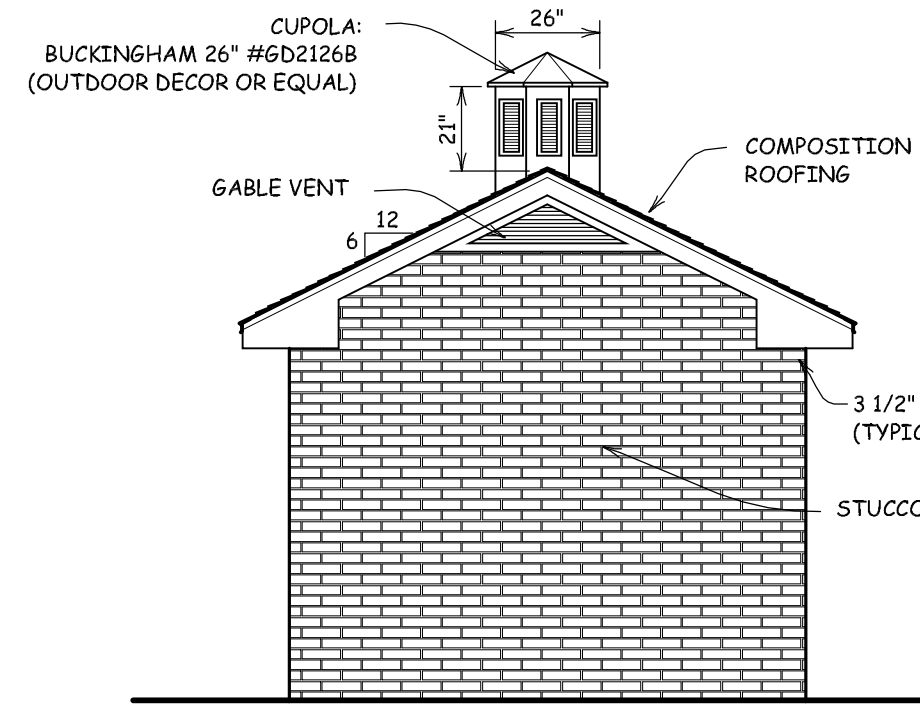 CUPOLA:
BUCKINGHAM 26" #GD2126B
(OUTDOOR DECOR OR EQUAL)
26"
21"
COMPOSITION
ROOFING
GABLE VENT
12
6
3 1/2"